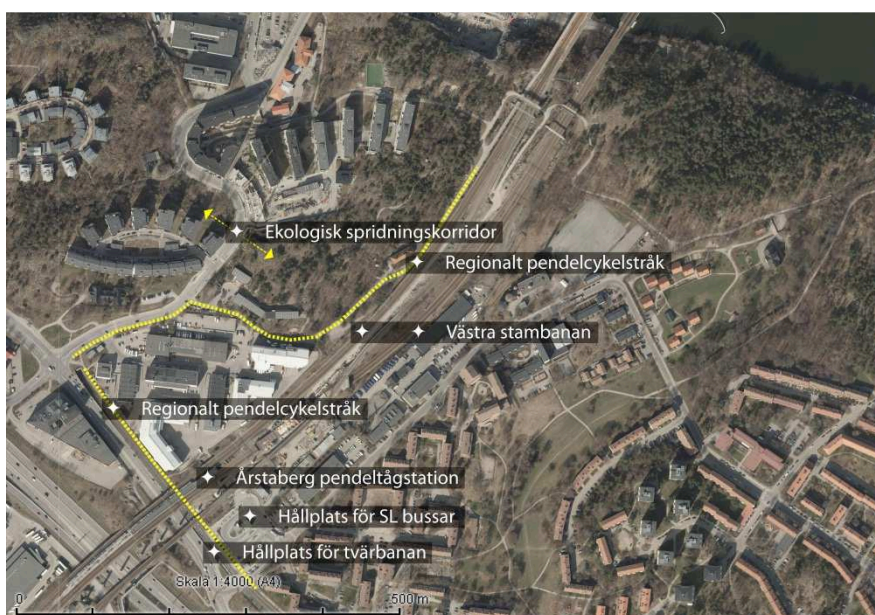 Ekologisk spridningskorridor
Regionalt pendelcykelstråk
Västra stambanan
Regionalt pendelcykelstråk
Årstaberg pendeltågstation
Hållplats för SL bussar
Hållplats för tvärbanan
Skala 1:4000 (A4)
0
500 m